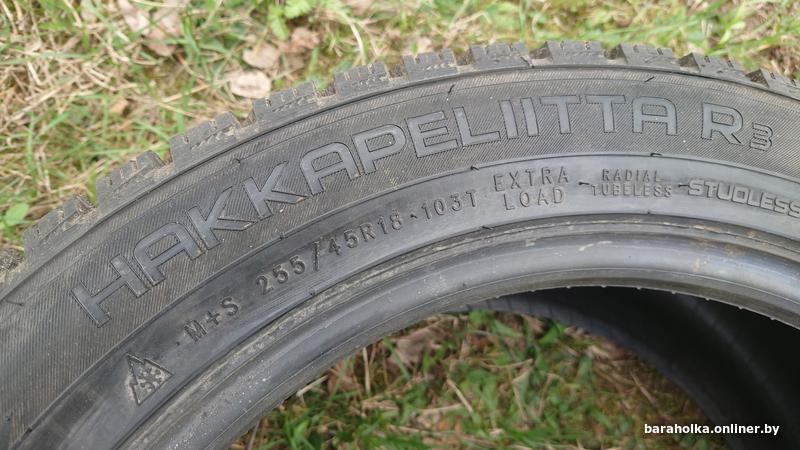 HAKKAPELIITTA R3
M+S 255/45R18 103T EXTRA LOAD RADIAL TUBELESS STUDLESS
baraholka.onliner.by